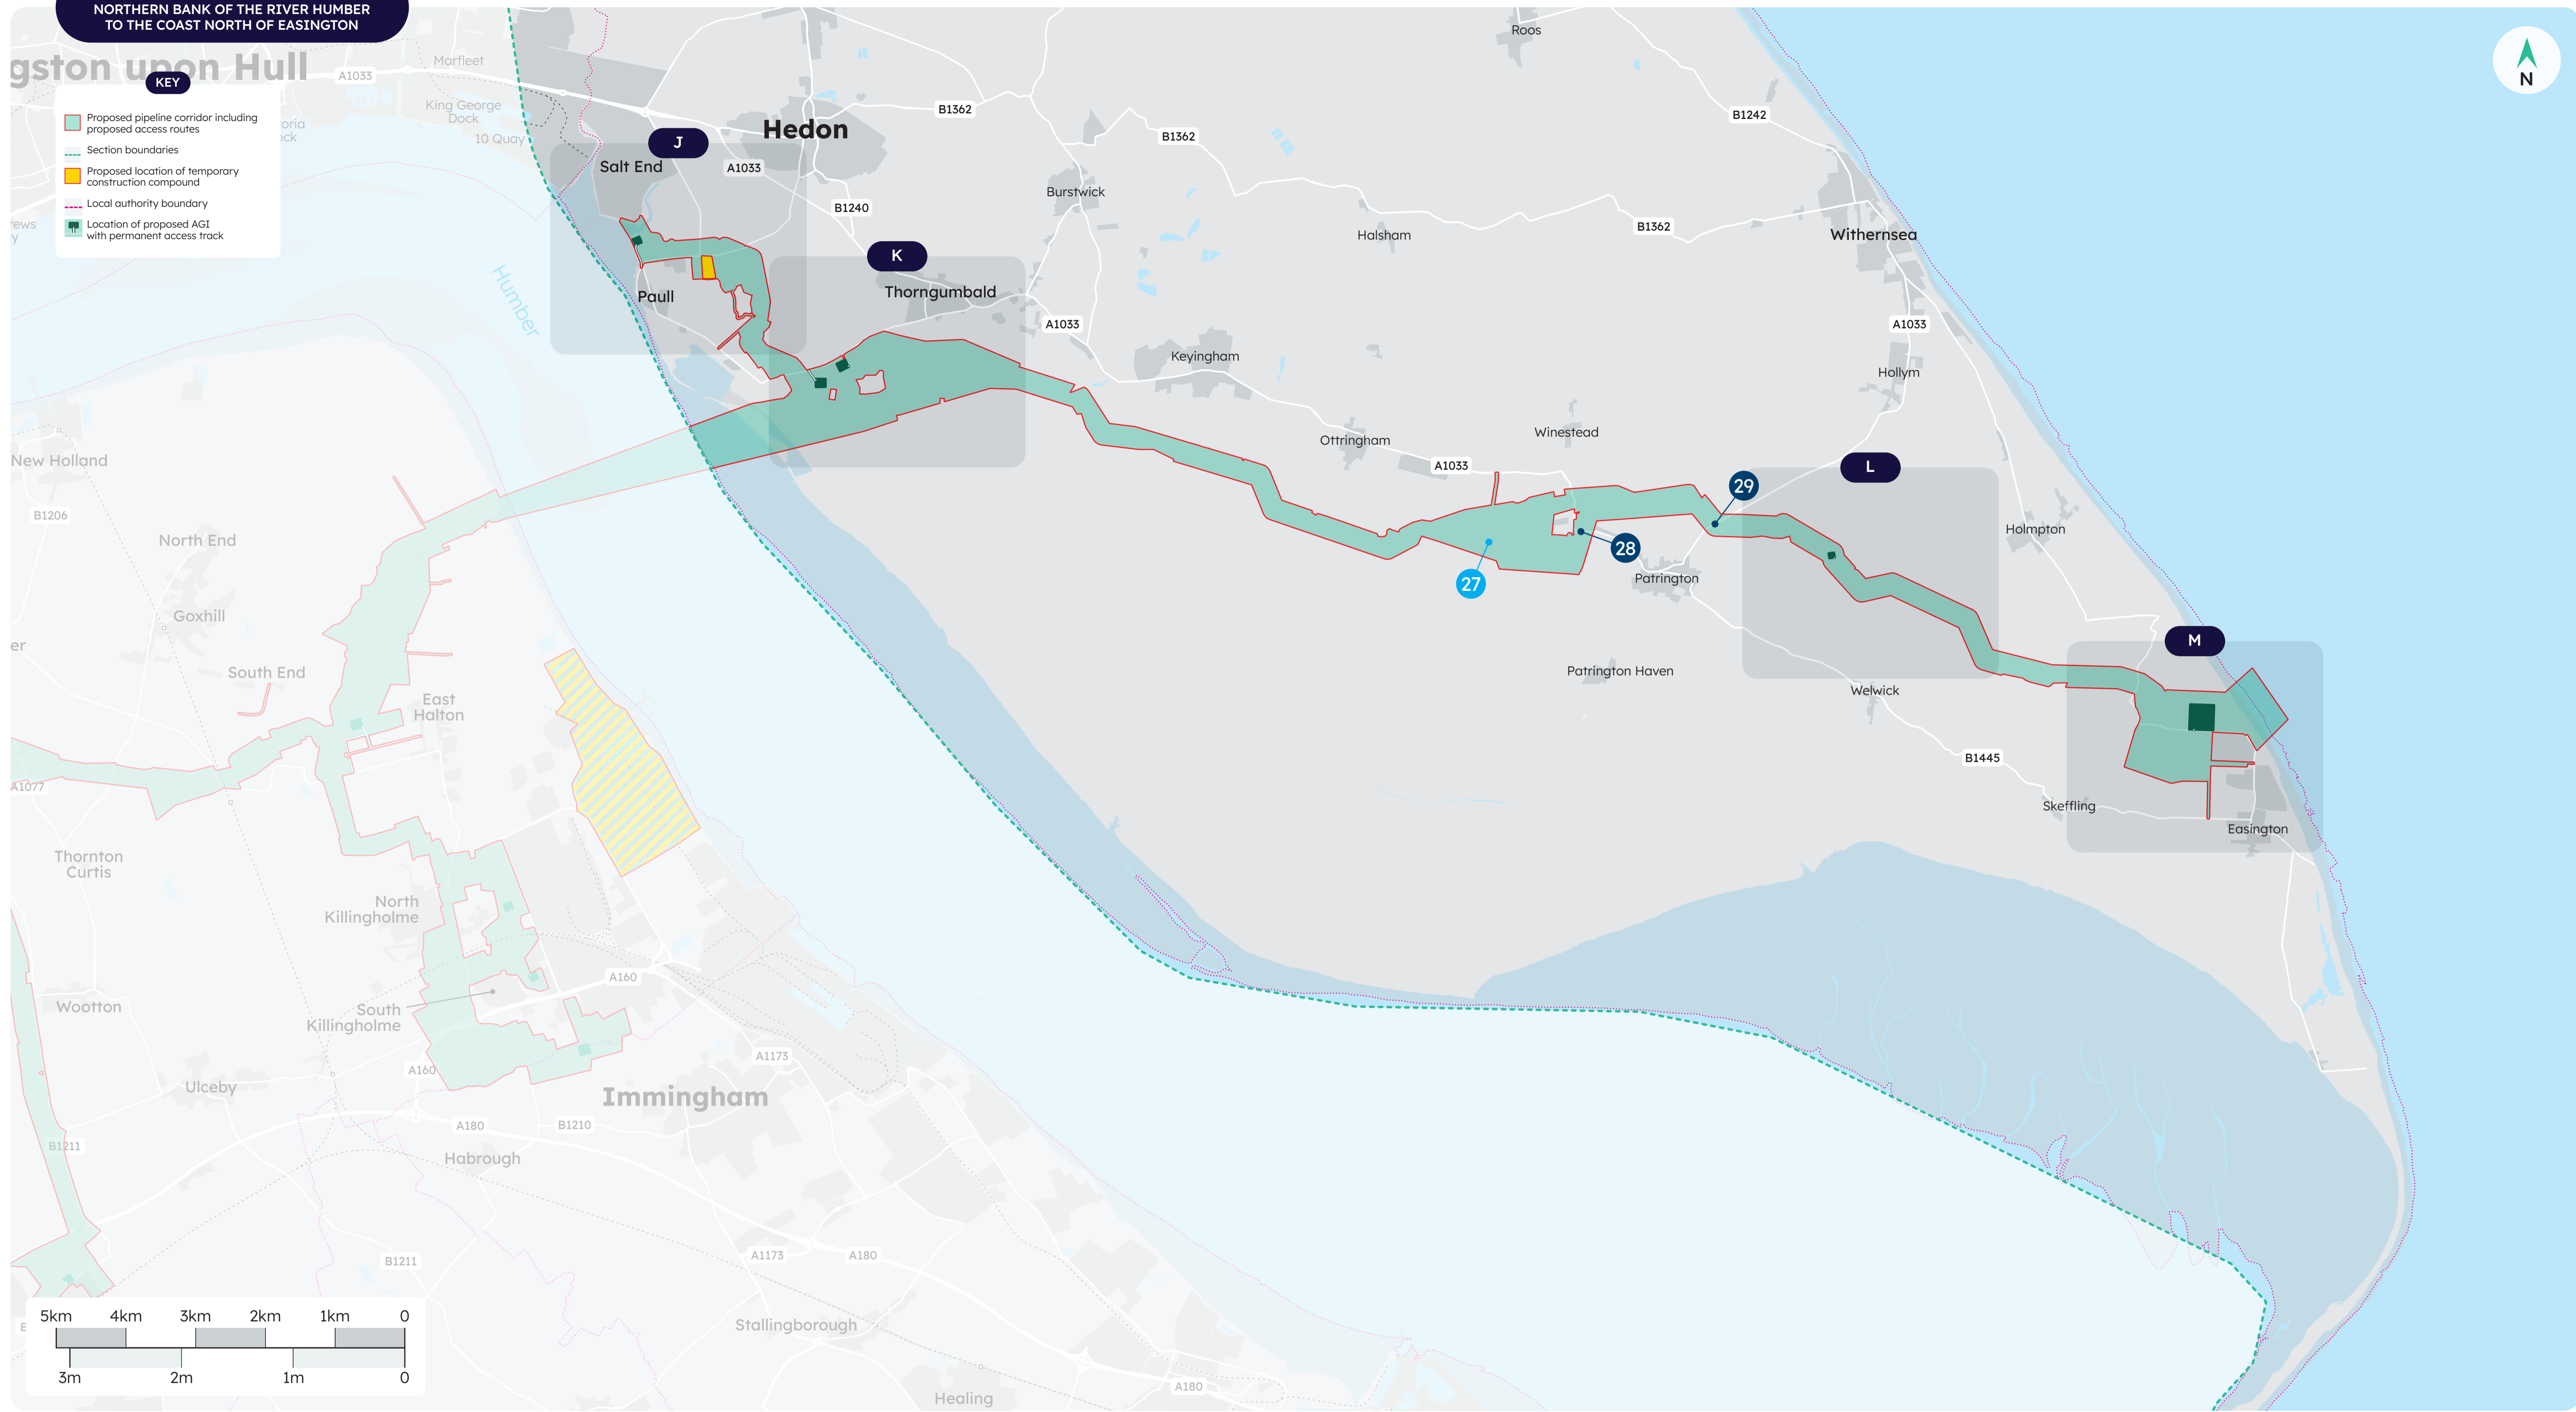 NORTHERN BANK OF THE RIVER HUMBER
TO THE COAST NORTH OF EASINGTON
gston upon Hull
KEY
Proposed pipeline corridor including
proposed access routes
Section boundaries
Proposed location of temporary
construction compound
Local authority boundary
Location of proposed AGI
with permanent access track
N
A1033
Marfleet
King George
Dock
10 Quay
oria
ock
ews
y
Roos
B1242
B1362
B1362
B1362
Hedon
J
Salt End
A1033
B1240
Burstwick
Halsham
Withernsea
K
Thorngumbald
Paull
Humber
A1033
A1033
Keyingham
Hollym
Ottringham
Winestead
A1033
L
29
28
27
Patrington
Holmpton
Patrington Haven
Welwick
M
B1445
Skeffling
Easington
New Holland
B1206
North End
Goxhill
er
South End
East
Halton
A1077
Thornton
Curtis
North
Killingholme
A160
Wootton
South
Killingholme
A1173
A160
Ulceby
Immingham
A180
B1210
B1211
Habrough
B1211
A1173
A180
Stallingborough
A180
Healing
B
5km 4km 3km 2km 1km 0
3m 2m 1m 0